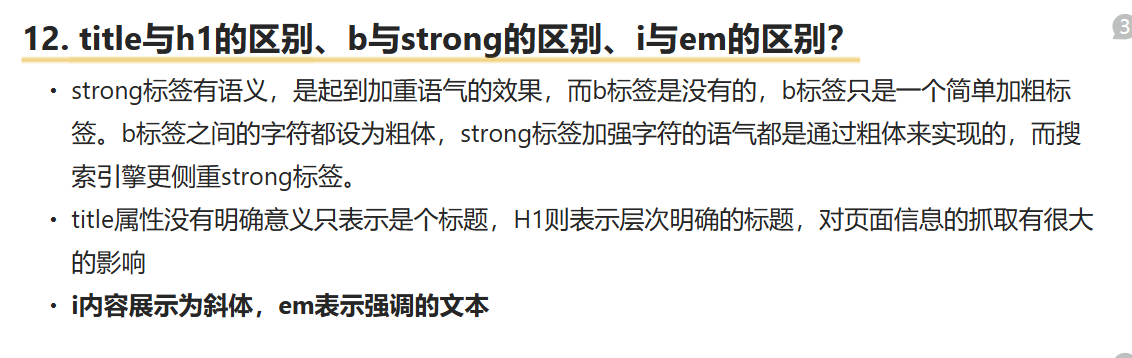 12. title与h1的区别、b与strong的区别、i与em的区别?
• strong标签有语义，是起到加重语气的效果，而b标签是没有的，b标签只是一个简单加粗标
签。b标签之间的字符都设为粗体，strong标签加强字符的语气都是通过粗体来实现的，而搜
索引擎更侧重strong标签。
• title属性没有明确意义只表示是个标题，H1则表示层次明确的标题，对页面信息的抓取有很大
的影响
• i内容展示为斜体，em表示强调的文本
3